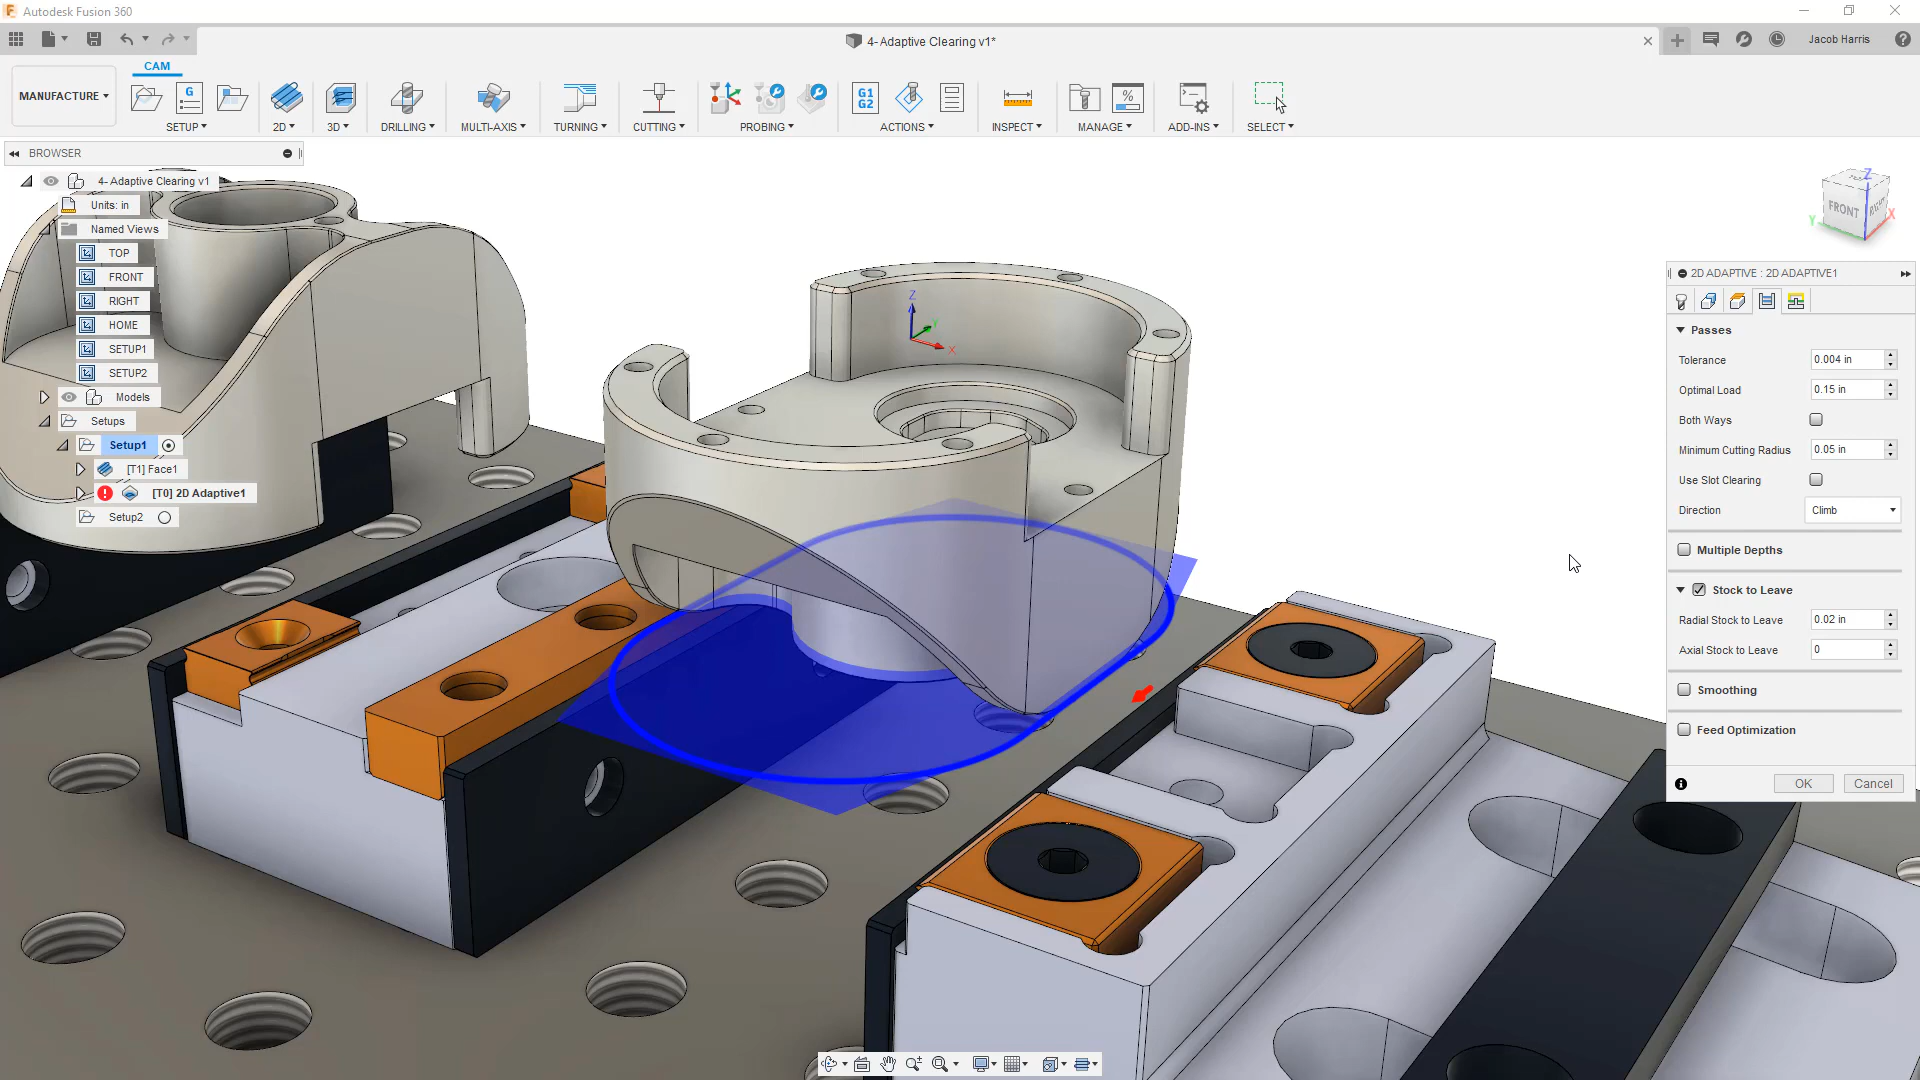 Autodesk Fusion 360
4- Adaptive Clearing v1*
Jacob Harris
CAM
MANUFACTURE
SETUP
2D
3D
DRILLING
MULTI-AXIS
TURNING
CUTTING
PROBING
G1
G2
ACTIONS
INSPECT
MANAGE
ADD-INS
SELECT
BROWSER
4- Adaptive Clearing v1
Units: in
Named Views
TOP
FRONT
RIGHT
HOME
SETUP1
SETUP2
Models
Setups
Setup1
[T1] Face1
[T0] 2D Adaptive1
Setup2
Z
Y
X
Z
FRONT
RIGHT
Y
X
2D ADAPTIVE : 2D ADAPTIVE1
Passes
Tolerance 0.004 in
Optimal Load 0.15 in
Both Ways
Minimum Cutting Radius 0.05 in
Use Slot Clearing
Direction Climb
Multiple Depths
Stock to Leave
Radial Stock to Leave 0.02 in
Axial Stock to Leave 0
Smoothing
Feed Optimization
OK Cancel